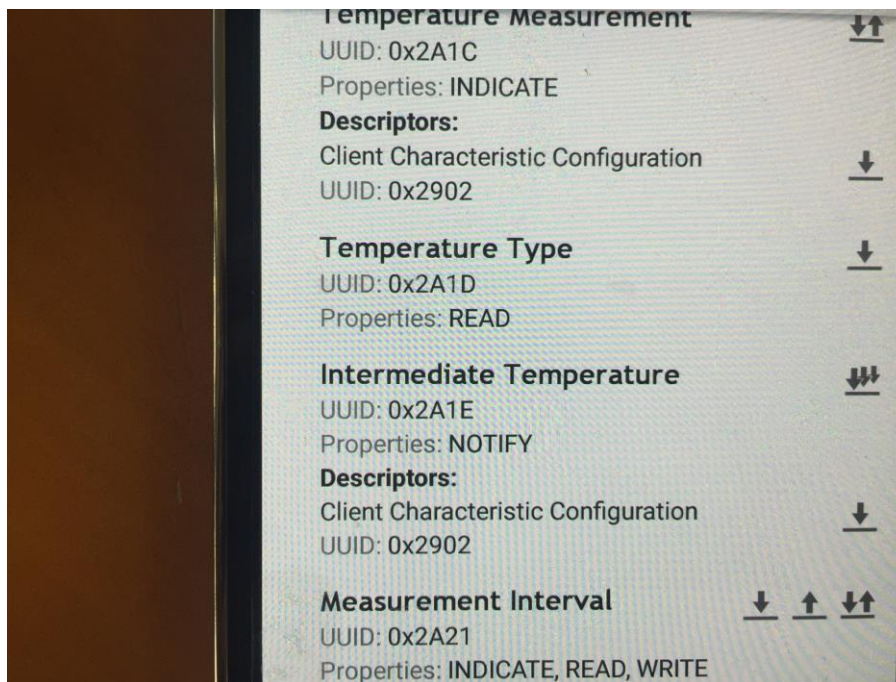 Temperature Measurement
UUID: 0x2A1C
Properties: INDICATE
Descriptors:
Client Characteristic Configuration
UUID: 0x2902
Temperature Type
UUID: 0x2A1D
Properties: READ
Intermediate Temperature
UUID: 0x2A1E
Properties: NOTIFY
Descriptors:
Client Characteristic Configuration
UUID: 0x2902
Measurement Interval
UUID: 0x2A21
Properties: INDICATE, READ, WRITE